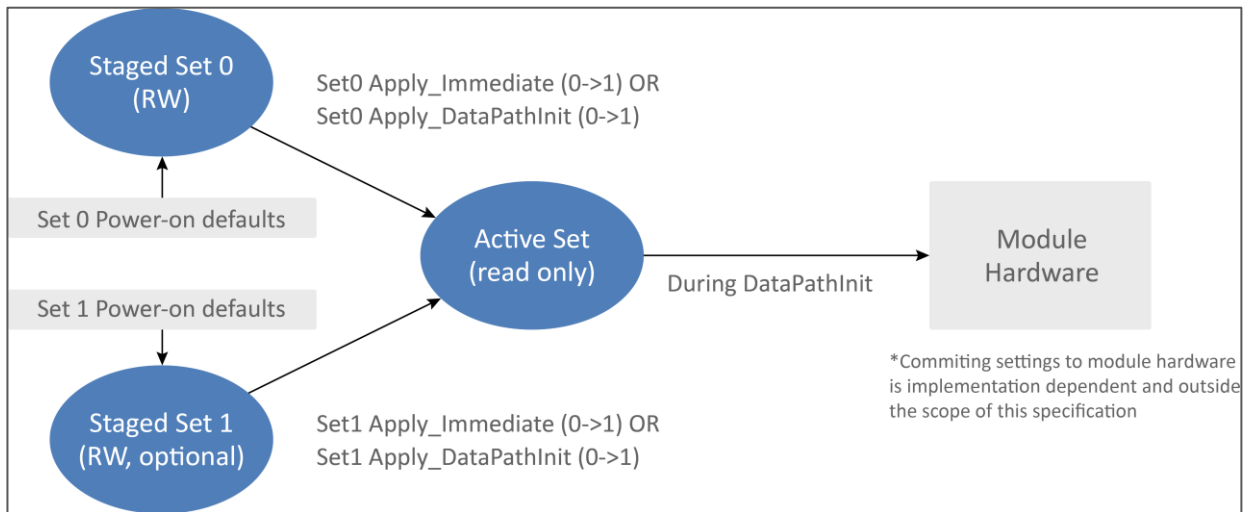 Staged Set 0
(RW)
Set0 Apply_Immediate (0->1) OR
Set0 Apply_DataPathInit (0->1)
Set 0 Power-on defaults
Active Set
(read only)
During DataPathInit
Module
Hardware
Set 1 Power-on defaults
*Commiting settings to module hardware
is implementation dependent and outside
the scope of this specification
Staged Set 1
(RW, optional)
Set1 Apply_Immediate (0->1) OR
Set1 Apply_DataPathInit (0->1)